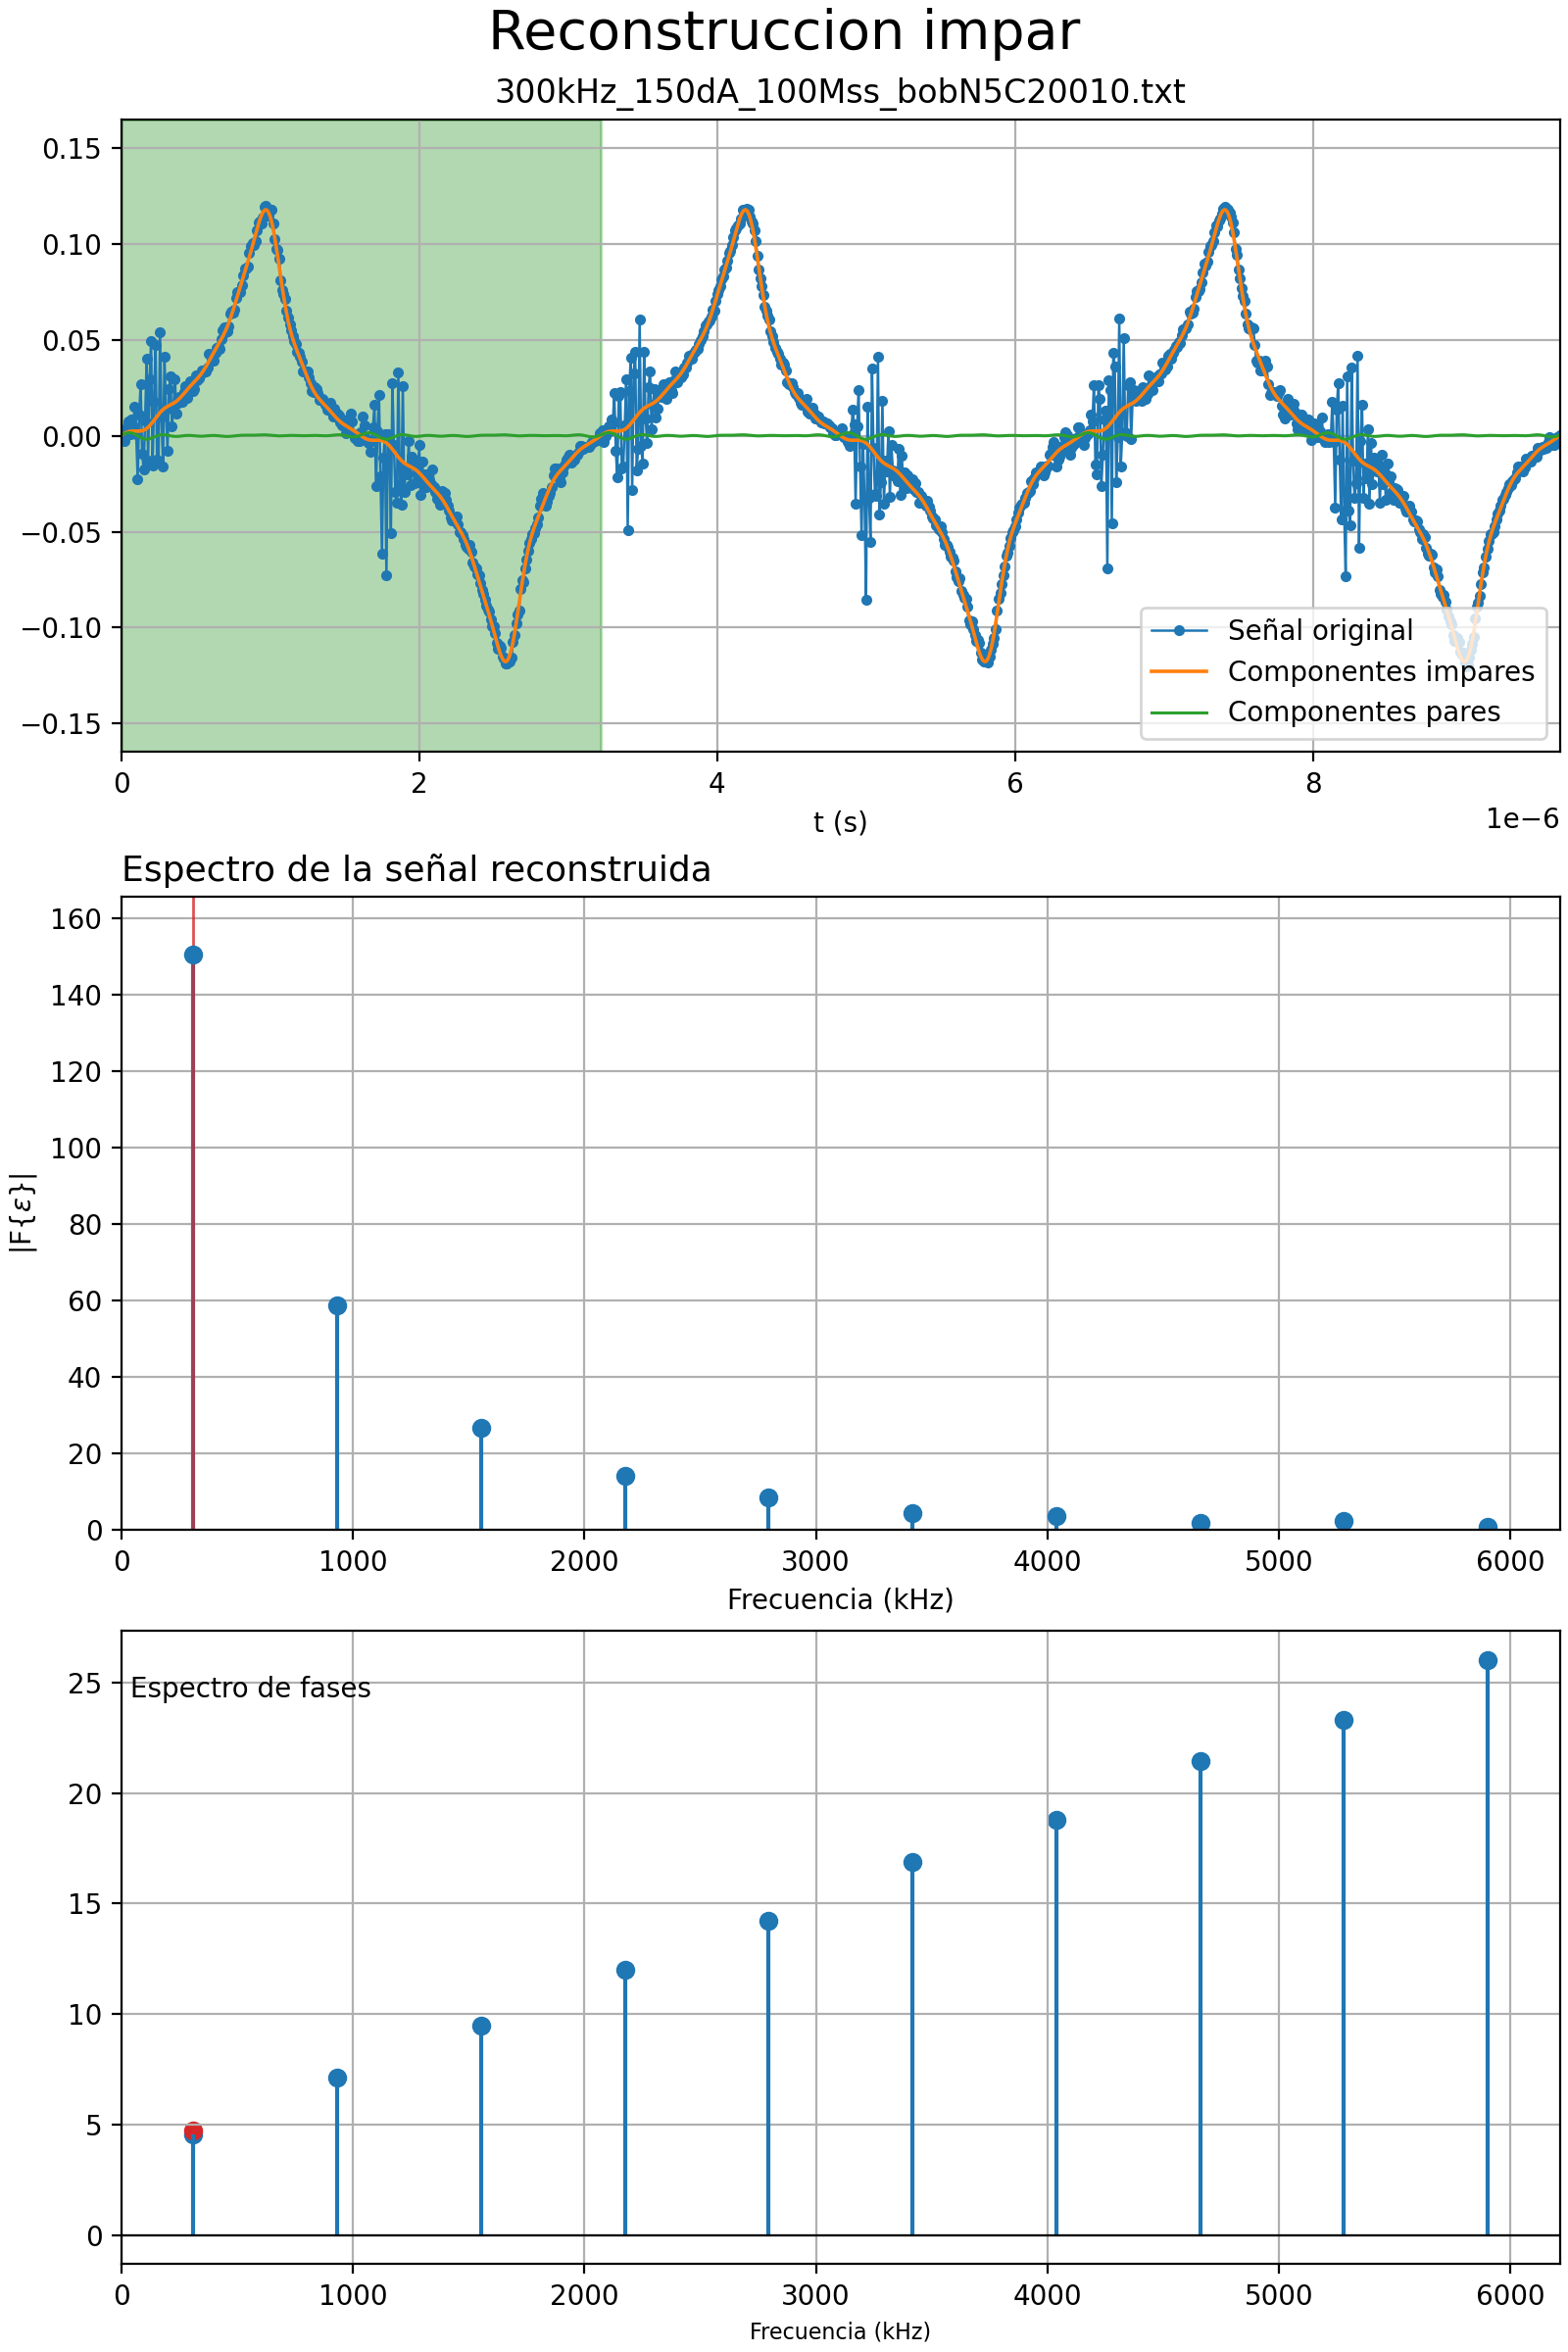 Reconstruccion impar
300kHz_150dA_100Mss_bobN5C20010.txt
0.15
0.10
0.05
0.00
−0.05
−0.10
−0.15
Señal original
Componentes impares
Componentes pares
0 2 4 6 8
t (s)
1e−6
Espectro de la señal reconstruida
160
140
120
100
80
60
40
20
0
|F{ε}|
0 1000 2000 3000 4000 5000 6000
Frecuencia (kHz)
Espectro de fases
25
20
15
10
5
0
0 1000 2000 3000 4000 5000 6000
Frecuencia (kHz)